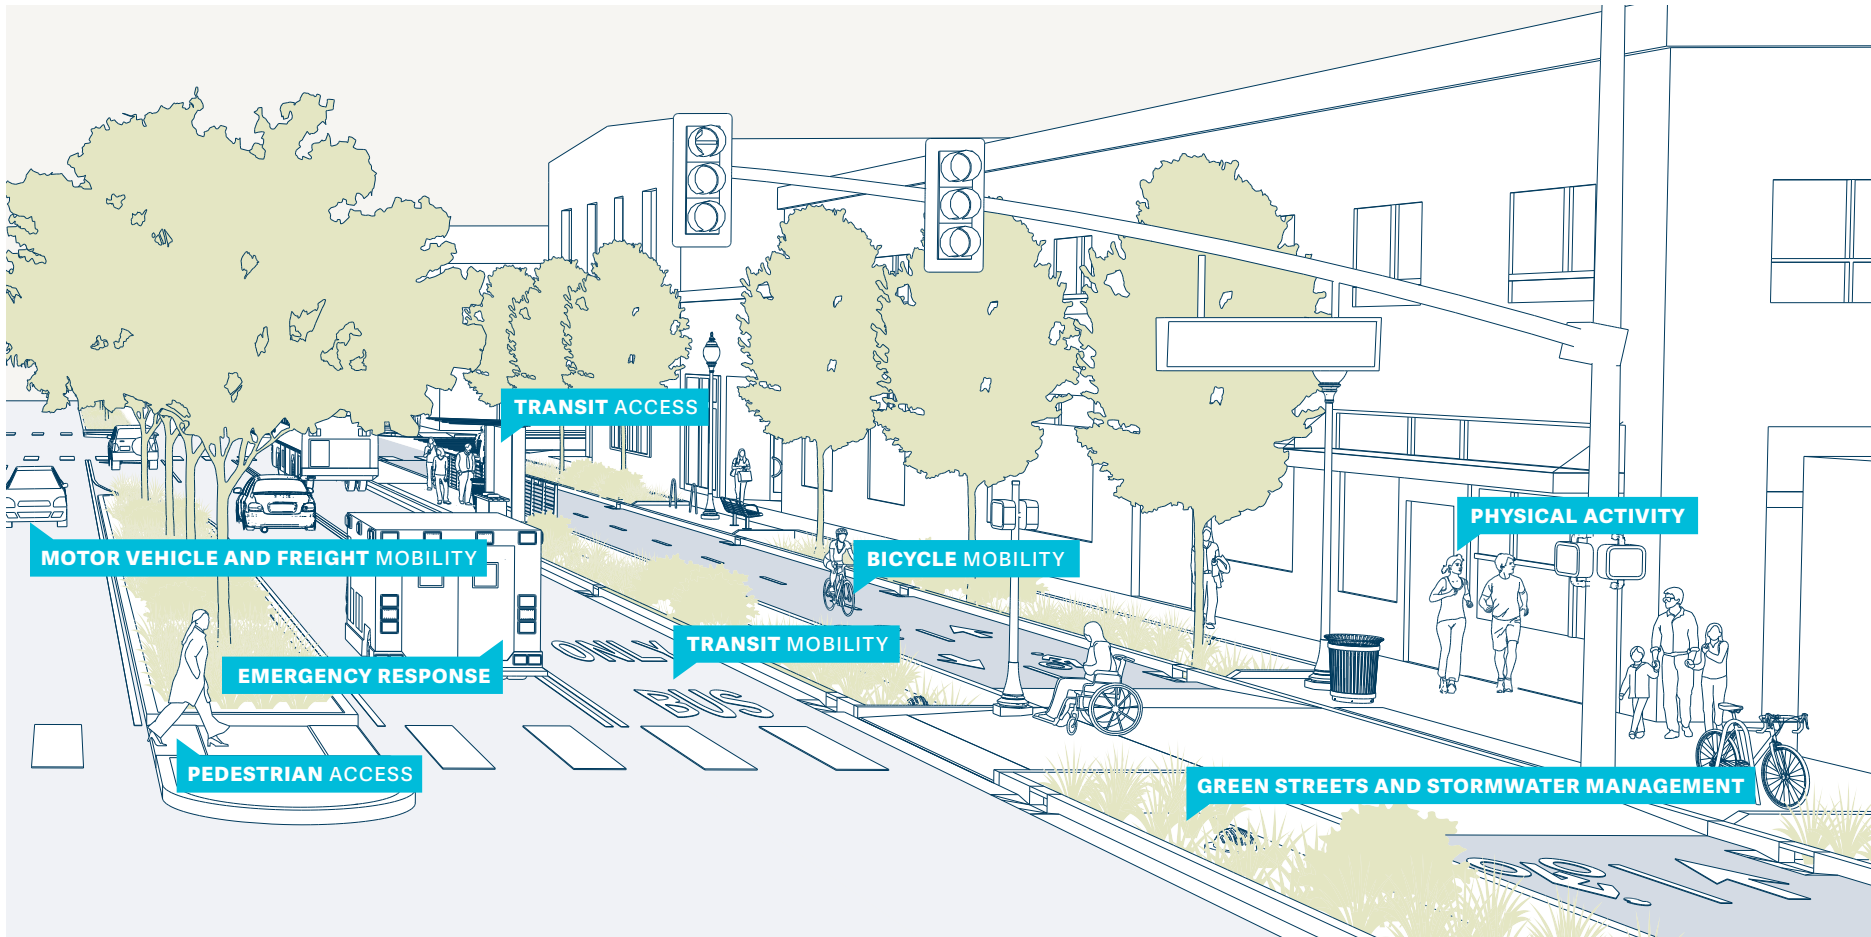 TRANSIT ACCESS
PHYSICAL ACTIVITY
MOTOR VEHICLE AND FREIGHT MOBILITY
BICYCLE MOBILITY
TRANSIT MOBILITY
ONLY
EMERGENCY RESPONSE
BUS
PEDESTRIAN ACCESS
GREEN STREETS AND STORMWATER MANAGEMENT